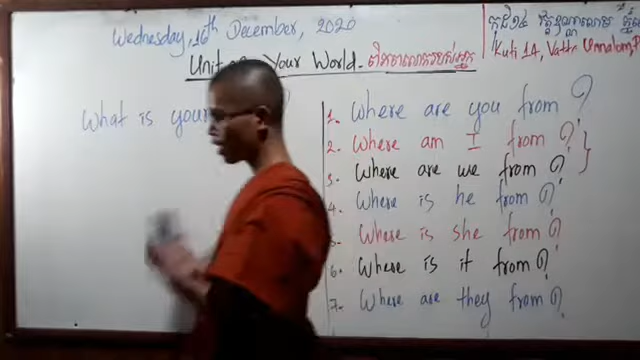 Wednesday, 16th December, 2020
Kuti 14, Vatta Unnalom, P
Unit Your World -
What is your
1. Where are you from?
2. Where am I from?
3. Where are we from?
4. Where is he from?
5. Where is she from?
6. Where is it from?
7. Where are they from?